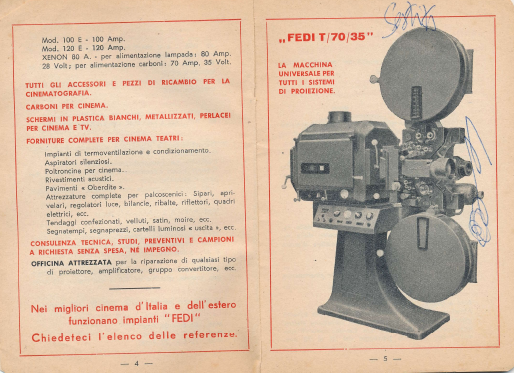 Mod. 100 E - 100 Amp.
Mod. 120 E - 120 Amp.
XENON 80 A. - per alimentazione lampada: 80 Amp.
28 Volt; per alimentazione carboni: 70 Amp. 35 Volt.
TUTTI GLI ACCESSORI E PEZZI DI RICAMBIO PER LA
CINEMATOGRAFIA.
CARBONI PER CINEMA.
SCHERMI IN PLASTICA BIANCHI, METALLIZZATI, PERLACEI
PER CINEMA E TV.
FORNITURE COMPLETE PER CINEMA TEATRI:
Impianti di termoventilazione e condizionamento.
Aspiratori silenziosi.
Poltroncine per cinema.
Rivestimenti acustici.
Pavimenti « Oberdite ».
Attrezzature complete per palcoscenici: Sipari, apri-
velari, regolatori luce, bilancie, ribalte, riflettori, quadri
elettrici, ecc.
Tendaggi confezionati, velluti, satin, moire, ecc.
Segnatempi, segnaprezzi, cartelli luminosi « uscita », ecc.
CONSULENZA TECNICA, STUDI, PREVENTIVI E CAMPIONI
A RICHIESTA SENZA SPESA, NÉ IMPEGNO.
OFFICINA ATTREZZATA per la riparazione di qualsiasi tipo
di proiettore, amplificatore, gruppo convertitore, ecc.
Nei migliori cinema d'Italia e dell'estero
funzionano impianti "FEDI"
Chiedeteci l'elenco delle referenze.
— 4 —
"FEDI T/70/35"
LA MACCHINA
UNIVERSALE PER
TUTTI I SISTEMI
DI PROIEZIONE.
— 5 —